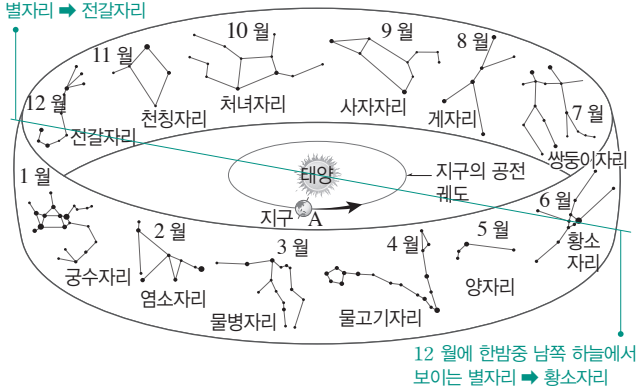 별자리 ➡ 전갈자리
10 월
9 월
11 월
8 월
12 월
7 월
천칭자리
처녀자리
사자자리
게자리
전갈자리
쌍둥이자리
태양
지구의 공전
궤도
1 월
6 월
지구 A
2 월
3 월
4 월
5 월
황소
자리
궁수자리
염소자리
물병자리
물고기자리
양자리
12 월에 한밤중 남쪽 하늘에서
보이는 별자리 ➡ 황소자리